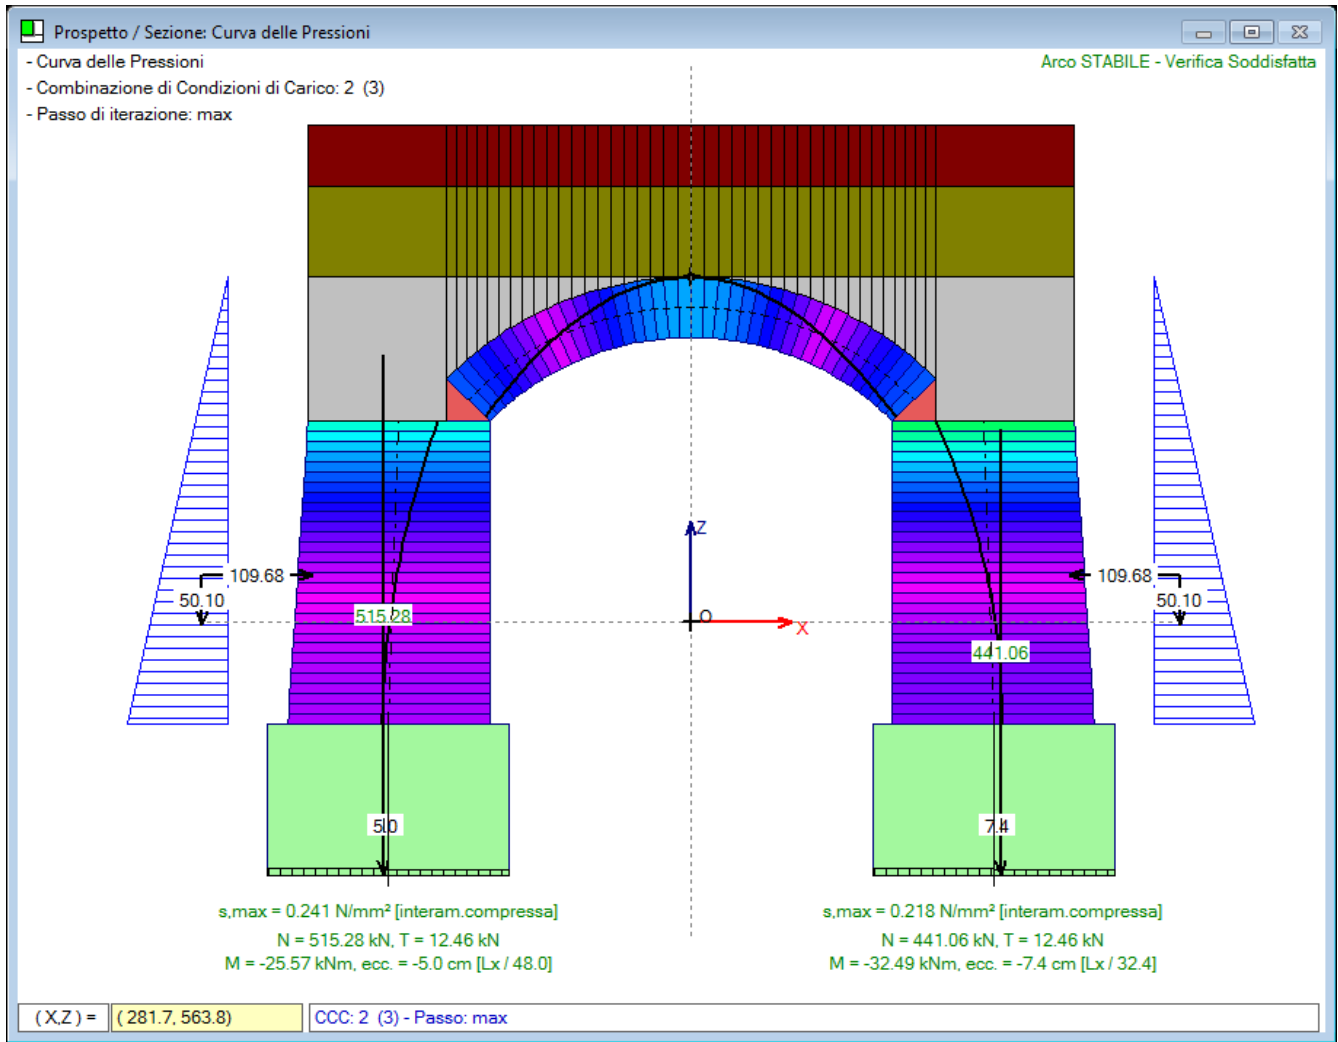 Prospetto / Sezione: Curva delle Pressioni
- Curva delle Pressioni
Arco STABILE - Verifica Soddisfatta
- Combinazione di Condizioni di Carico: 2 (3)
- Passo di iterazione: max
Z
109.68
109.68
50.10
50.10
515.28
O
X
441.06
5.0
7.4
s,max = 0.241 N/mm² [interam.compressa]
N = 515.28 kN, T = 12.46 kN
M = -25.57 kNm, ecc. = -5.0 cm [Lx / 48.0]
s,max = 0.218 N/mm² [interam.compressa]
N = 441.06 kN, T = 12.46 kN
M = -32.49 kNm, ecc. = -7.4 cm [Lx / 32.4]
( X,Z ) =
( 281.7, 563.8)
CCC: 2 (3) - Passo: max